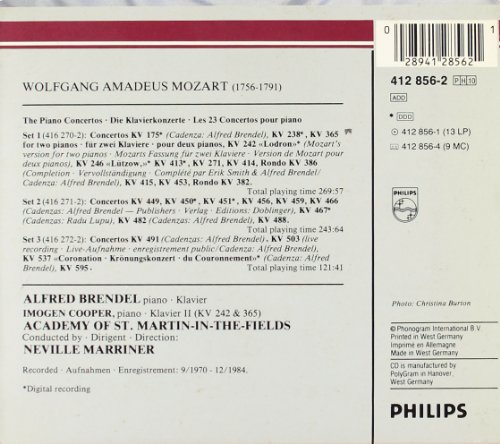 WOLFGANG AMADEUS MOZART (1756-1791)
The Piano Concertos · Die Klavierkonzerte · Les 23 Concertos pour piano
Set 1 (416 270-2): Concertos KV 175* (Cadenza: Alfred Brendel), KV 238*, KV 365
for two pianos · für zwei Klaviere · pour deux pianos, KV 242 «Lodron»* (Mozart's
version for two pianos · Mozarts Fassung für zwei Klaviere · Version de Mozart pour
deux pianos), KV 246 «Lützow,»* KV 413*, KV 271, KV 414, Rondo KV 386
(Completion · Vervollständigung · Complété par Erik Smith & Alfred Brendel/
Cadenza: Alfred Brendel), KV 415, KV 453, Rondo KV 382.
Total playing time 269:57
Set 2 (416 271-2): Concertos KV 449, KV 450*, KV 451*, KV 456, KV 459, KV 466
(Cadenzas: Alfred Brendel — Publishers · Verlag · Editions: Doblinger), KV 467*
(Cadenzas: Radu Lupu), KV 482 (Cadenzas: Alfred Brendel), KV 488.
Total playing time 243:64
Set 3 (416 272-2): Concertos KV 491 (Cadenza: Alfred Brendel)·, KV 503 (live
recording · Live-Aufnahme · enregistrement public/Cadenza: Alfred Brendel),
KV 537 «Coronation · Krönungskonzert · du Couronnement»* (Cadenzas: Alfred
Brendel), KV 595·
Total playing time 121:41
ALFRED BRENDEL piano · Klavier
IMOGEN COOPER, piano · Klavier II (KV 242 & 365)
ACADEMY OF ST. MARTIN-IN-THE-FIELDS
Conducted by · Dirigent · Direction:
NEVILLE MARRINER
Recorded · Aufnahmen · Enregistrement: 9/1970 - 12/1984.
*Digital recording
0 1
28941 28562
412 856-2 PH 10
ADD
• DDD
412 856-1 (13 LP)
412 856-4 (9 MC)
PHILIPS
Photo: Christina Burton
℗ Phonogram International B.V.
Printed in West Germany
Imprimé en Allemagne
Made in West Germany
CD is manufactured by
PolyGram in Hanover,
West Germany
PHILIPS